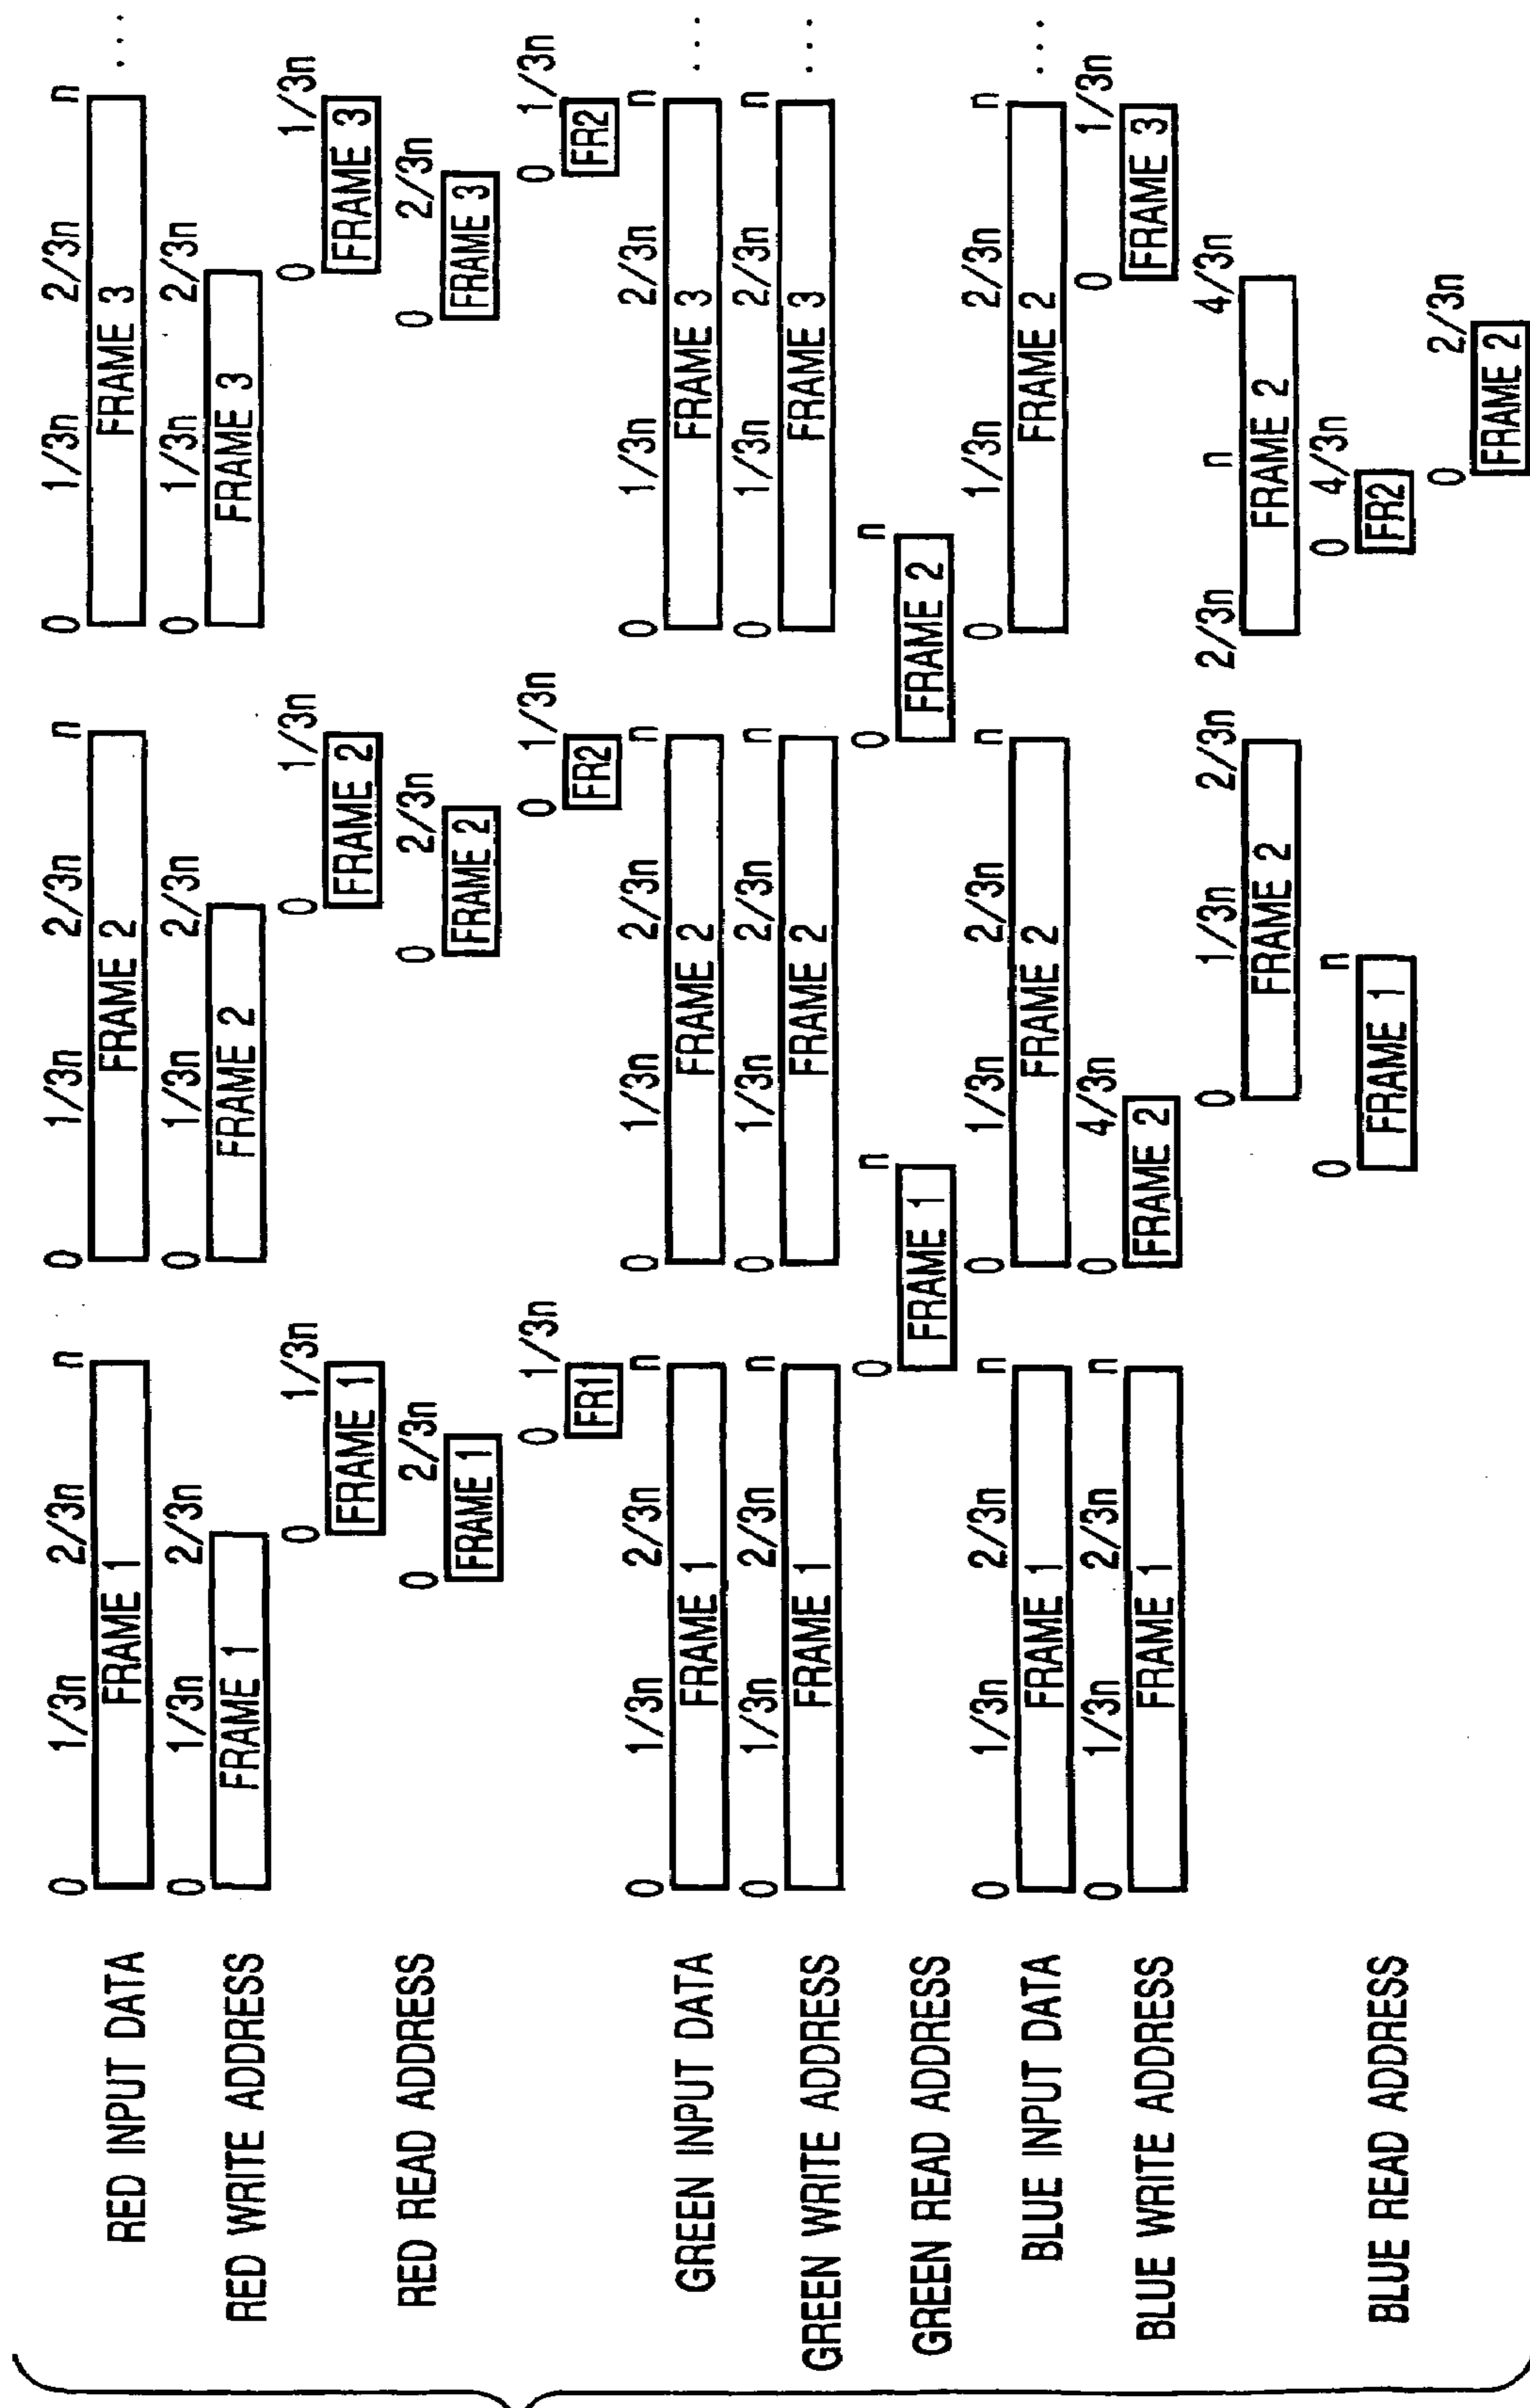 RED INPUT DATA
0 1/3n 2/3n n 0 1/3n 2/3n n 0 1/3n 2/3n n
FRAME 1 FRAME 2 FRAME 3 ...
RED WRITE ADDRESS
0 1/3n 2/3n 0 1/3n 2/3n 0 1/3n 2/3n
FRAME 1 FRAME 2 FRAME 3
0 1/3n 0 1/3n 0 1/3n
FRAME 1 FRAME 2 FRAME 3
RED READ ADDRESS
0 2/3n 0 2/3n 0 2/3n
FRAME 1 FRAME 2 FRAME 3
0 1/3n 0 1/3n 0 1/3n
FR1 FR2 FR2
GREEN INPUT DATA
0 1/3n 2/3n n 0 1/3n 2/3n n 0 1/3n 2/3n n
FRAME 1 FRAME 2 FRAME 3 ...
GREEN WRITE ADDRESS
0 1/3n 2/3n n 0 1/3n 2/3n n 0 1/3n 2/3n n
FRAME 1 FRAME 2 FRAME 3 ...
GREEN READ ADDRESS
0 n 0 n
FRAME 1 FRAME 2
BLUE INPUT DATA
0 1/3n 2/3n n 0 1/3n 2/3n n 0 1/3n 2/3n n
FRAME 1 FRAME 2 FRAME 2 ...
BLUE WRITE ADDRESS
0 1/3n 2/3n n 0 4/3n 0 1/3n
FRAME 1 FRAME 2 FRAME 3
0 1/3n 2/3n 2/3n n 4/3n
FRAME 2 FRAME 2
BLUE READ ADDRESS
0 n 0 4/3n
FRAME 1 FR2
0 2/3n
FRAME 2